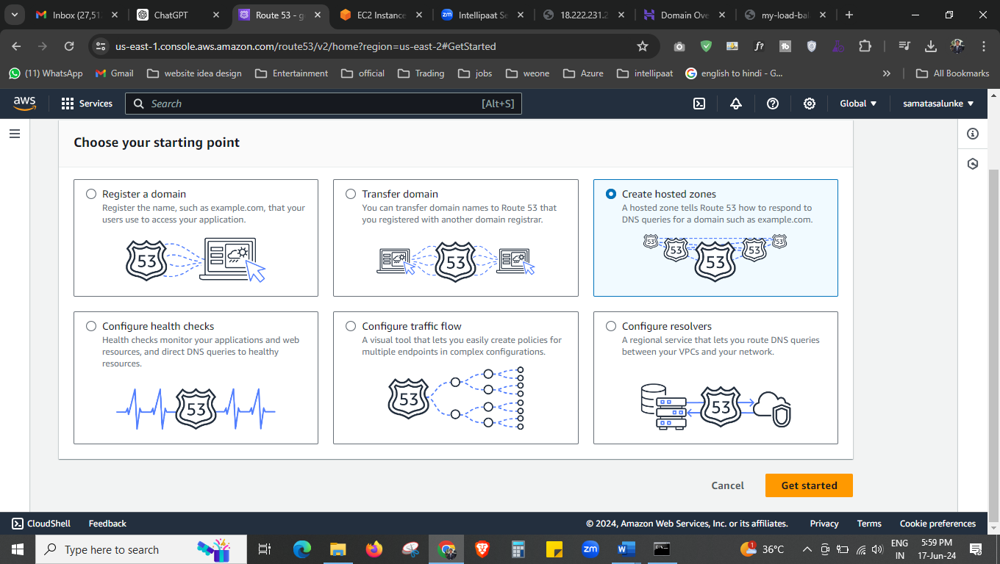 Inbox (27,51
ChatGPT
Route 53 - g
EC2 Instance
Intellipaat Se
18.222.231.2
Domain Ove
my-load-bal
us-east-1.console.aws.amazon.com/route53/v2/home?region=us-east-2#GetStarted
(11) WhatsApp
Gmail
website idea design
Entertainment
official
Trading
jobs
weone
Azure
intellipaat
english to hindi - G...
All Bookmarks
aws
Services
Search
[Alt+S]
Global
samatasalunke
Choose your starting point
Register a domain
Register the name, such as example.com, that your
users use to access your application.
53
Transfer domain
You can transfer domain names to Route 53 that
you registered with another domain registrar.
53
Create hosted zones
A hosted zone tells Route 53 how to respond to
DNS queries for a domain such as example.com.
53 53 53 53 53
Configure health checks
Health checks monitor your applications and web
resources, and direct DNS queries to healthy
resources.
53
Configure traffic flow
A visual tool that lets you easily create policies for
multiple endpoints in complex configurations.
53
Configure resolvers
A regional service that lets you route DNS queries
between your VPCs and your network.
53
Cancel
Get started
CloudShell
Feedback
© 2024, Amazon Web Services, Inc. or its affiliates.
Privacy
Terms
Cookie preferences
Type here to search
zm
1
36°C
ENG
IN
5:59 PM
17-Jun-24